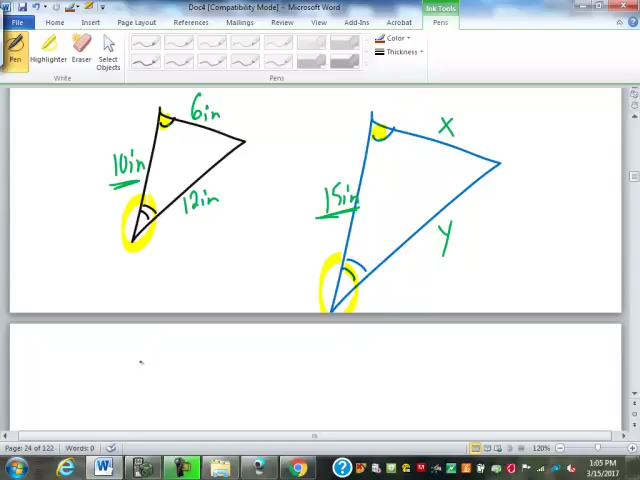 Doc4 [Compatibility Mode] - Microsoft Word
Ink Tools
File
Home
Insert
Page Layout
References
Mailings
Review
View
Add-Ins
Acrobat
Pens
Pen
Highlighter
Eraser
Select Objects
Color
Thickness
Write
Pens
6in
10in
12in
X
15in
y
Page: 24 of 122
Words: 0
120%
1:05 PM
3/15/2017